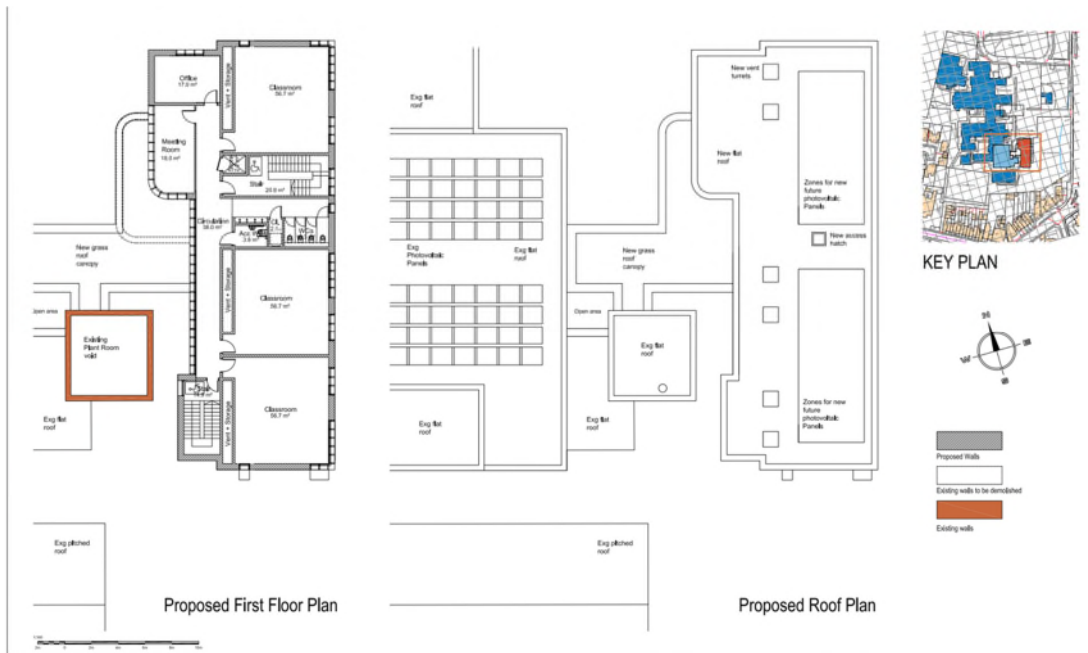 Office
17.0 m²
Vent + Storage
Classroom
56.7 m²
Meeting
Room
18.0 m²
Stair
20.6 m²
Circulation
38.0 m²
Acc. W
3.9 m²
CL
WCs
New grass
roof
canopy
Vent + Storage
Classroom
56.7 m²
Open area
Existing
Plant Room
void
Exg flat
roof
Vent + Storage
Classroom
56.7 m²
Exg pitched
roof
Proposed First Floor Plan
Exg flat
roof
New vent
turrets
New flat
roof
Zones for new
future
photovoltaic
Panels
Exg
Photovoltaic
Panels
Exg flat
roof
New grass
roof
canopy
New access
hatch
Open area
Exg flat
roof
Exg flat
roof
Exg flat
roof
Zones for new
future
photovoltaic
Panels
Exg pitched
roof
Proposed Roof Plan
KEY PLAN
N
W
E
S
Proposed Walls
Existing walls to be demolished
Existing walls